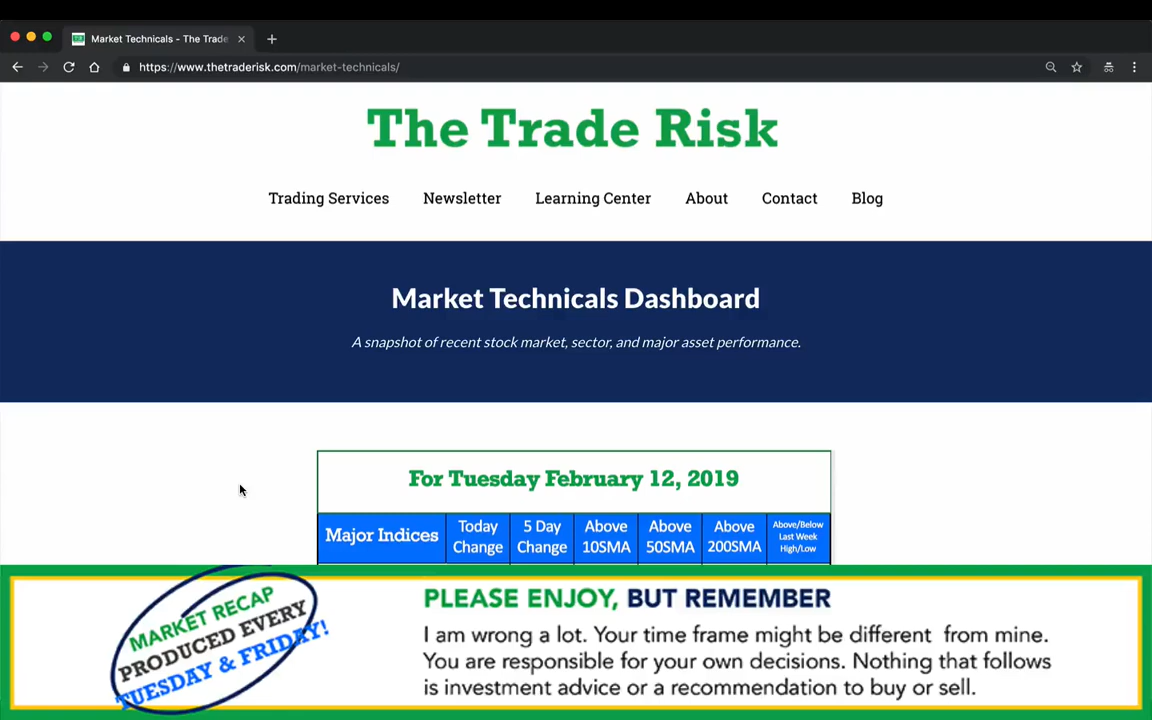 Market Technicals - The Trade
https://www.thetraderisk.com/market-technicals/
The Trade Risk
Trading Services Newsletter Learning Center About Contact Blog
Market Technicals Dashboard
A snapshot of recent stock market, sector, and major asset performance.
For Tuesday February 12, 2019
Major Indices
Today
Change
5 Day
Change
Above
10SMA
Above
50SMA
Above
200SMA
Above/Below
Last Week
High/Low
MARKET RECAP
PRODUCED EVERY
TUESDAY & FRIDAY!
PLEASE ENJOY, BUT REMEMBER
I am wrong a lot. Your time frame might be different from mine.
You are responsible for your own decisions. Nothing that follows
is investment advice or a recommendation to buy or sell.